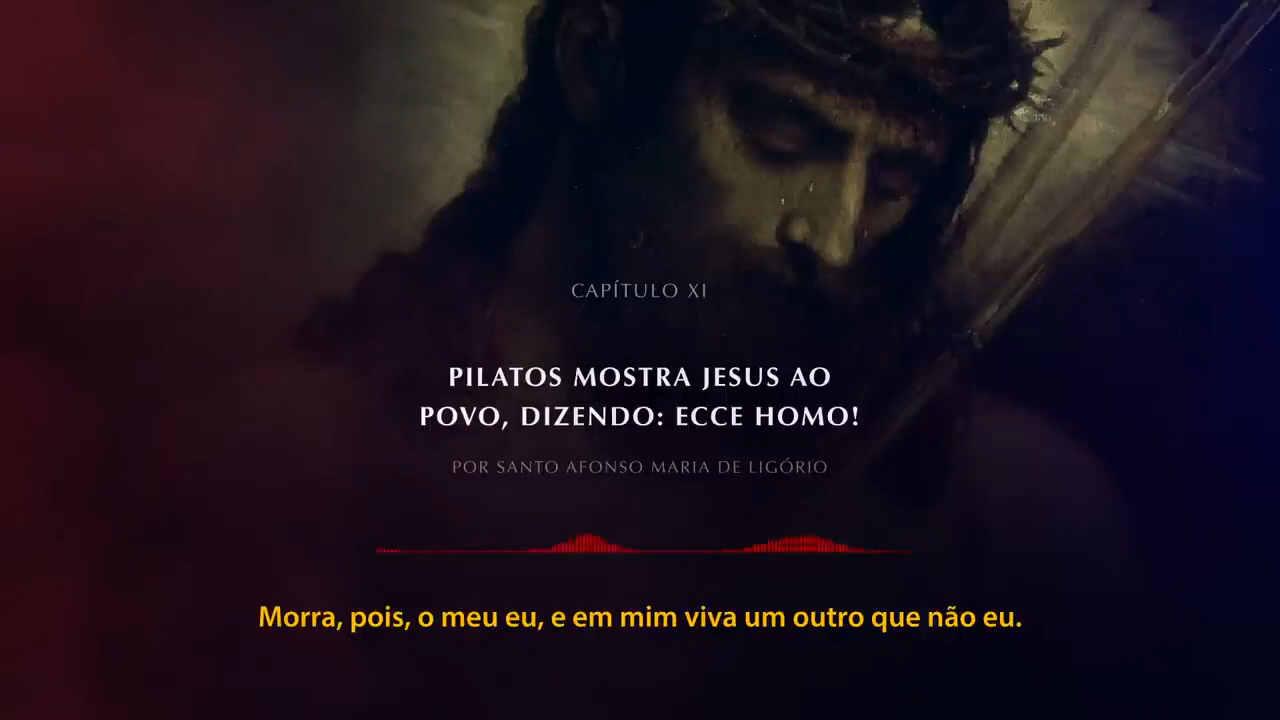 CAPÍTULO XI
PILATOS MOSTRA JESUS AO
POVO, DIZENDO: ECCE HOMO!
POR SANTO AFONSO MARIA DE LIGÓRIO
Morra, pois, o meu eu, e em mim viva um outro que não eu.